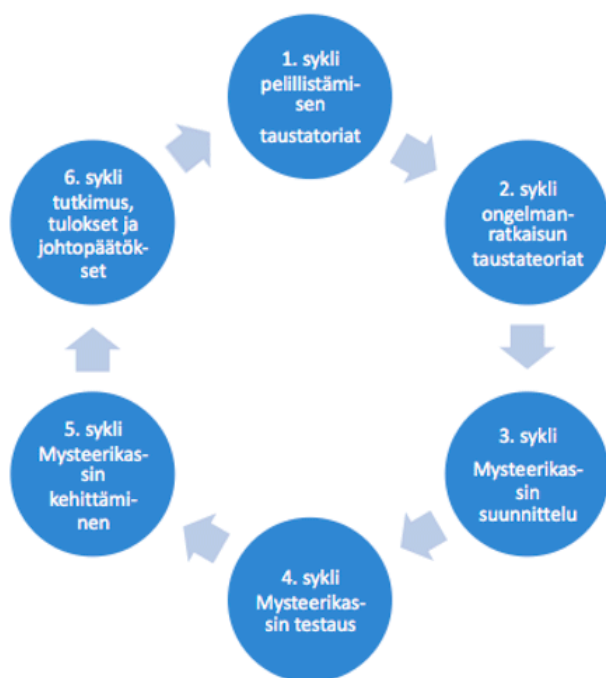 1. sykli
pelillistämi-
sen
taustatoriat
2. sykli
ongelman-
ratkaisun
taustateoriat
3. sykli
Mysteerikas-
sin
suunnittelu
4. sykli
Mysteerikas-
sin testaus
5. sykli
Mysteerikas-
sin
kehittämi-
nen
6. sykli
tutkimus,
tulokset ja
johtopäätök-
set